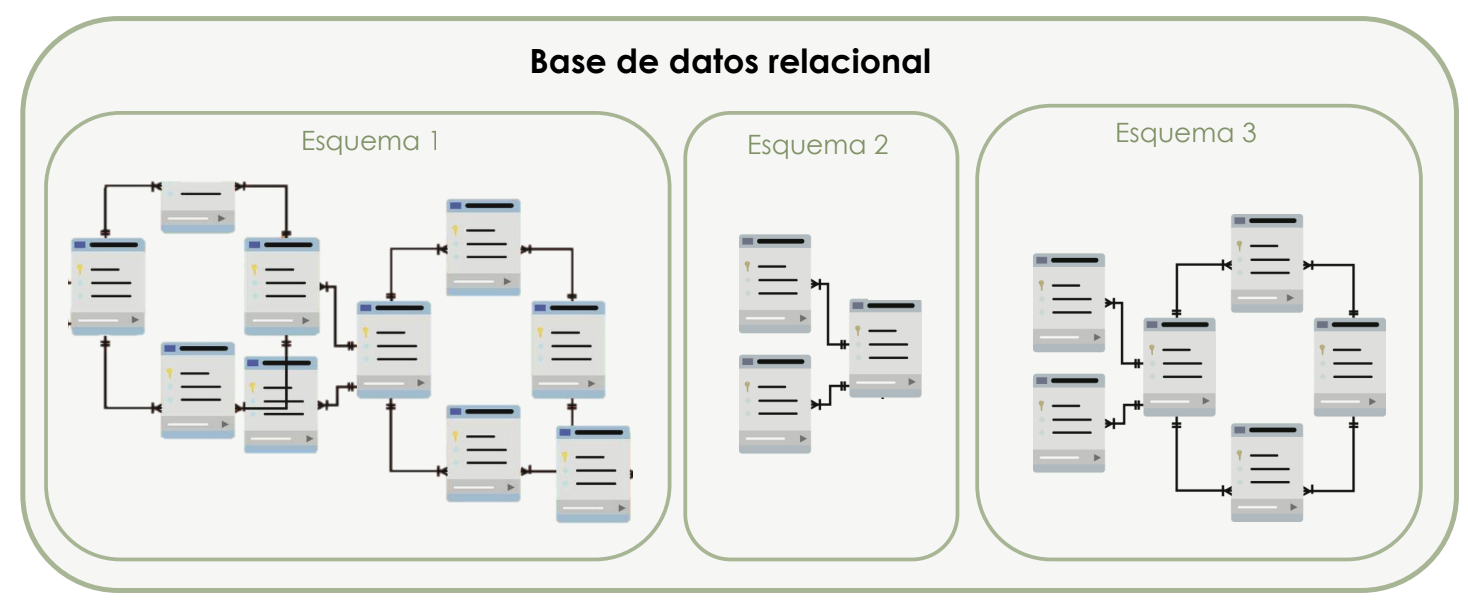 Base de datos relacional
Esquema 1
Esquema 2
Esquema 3